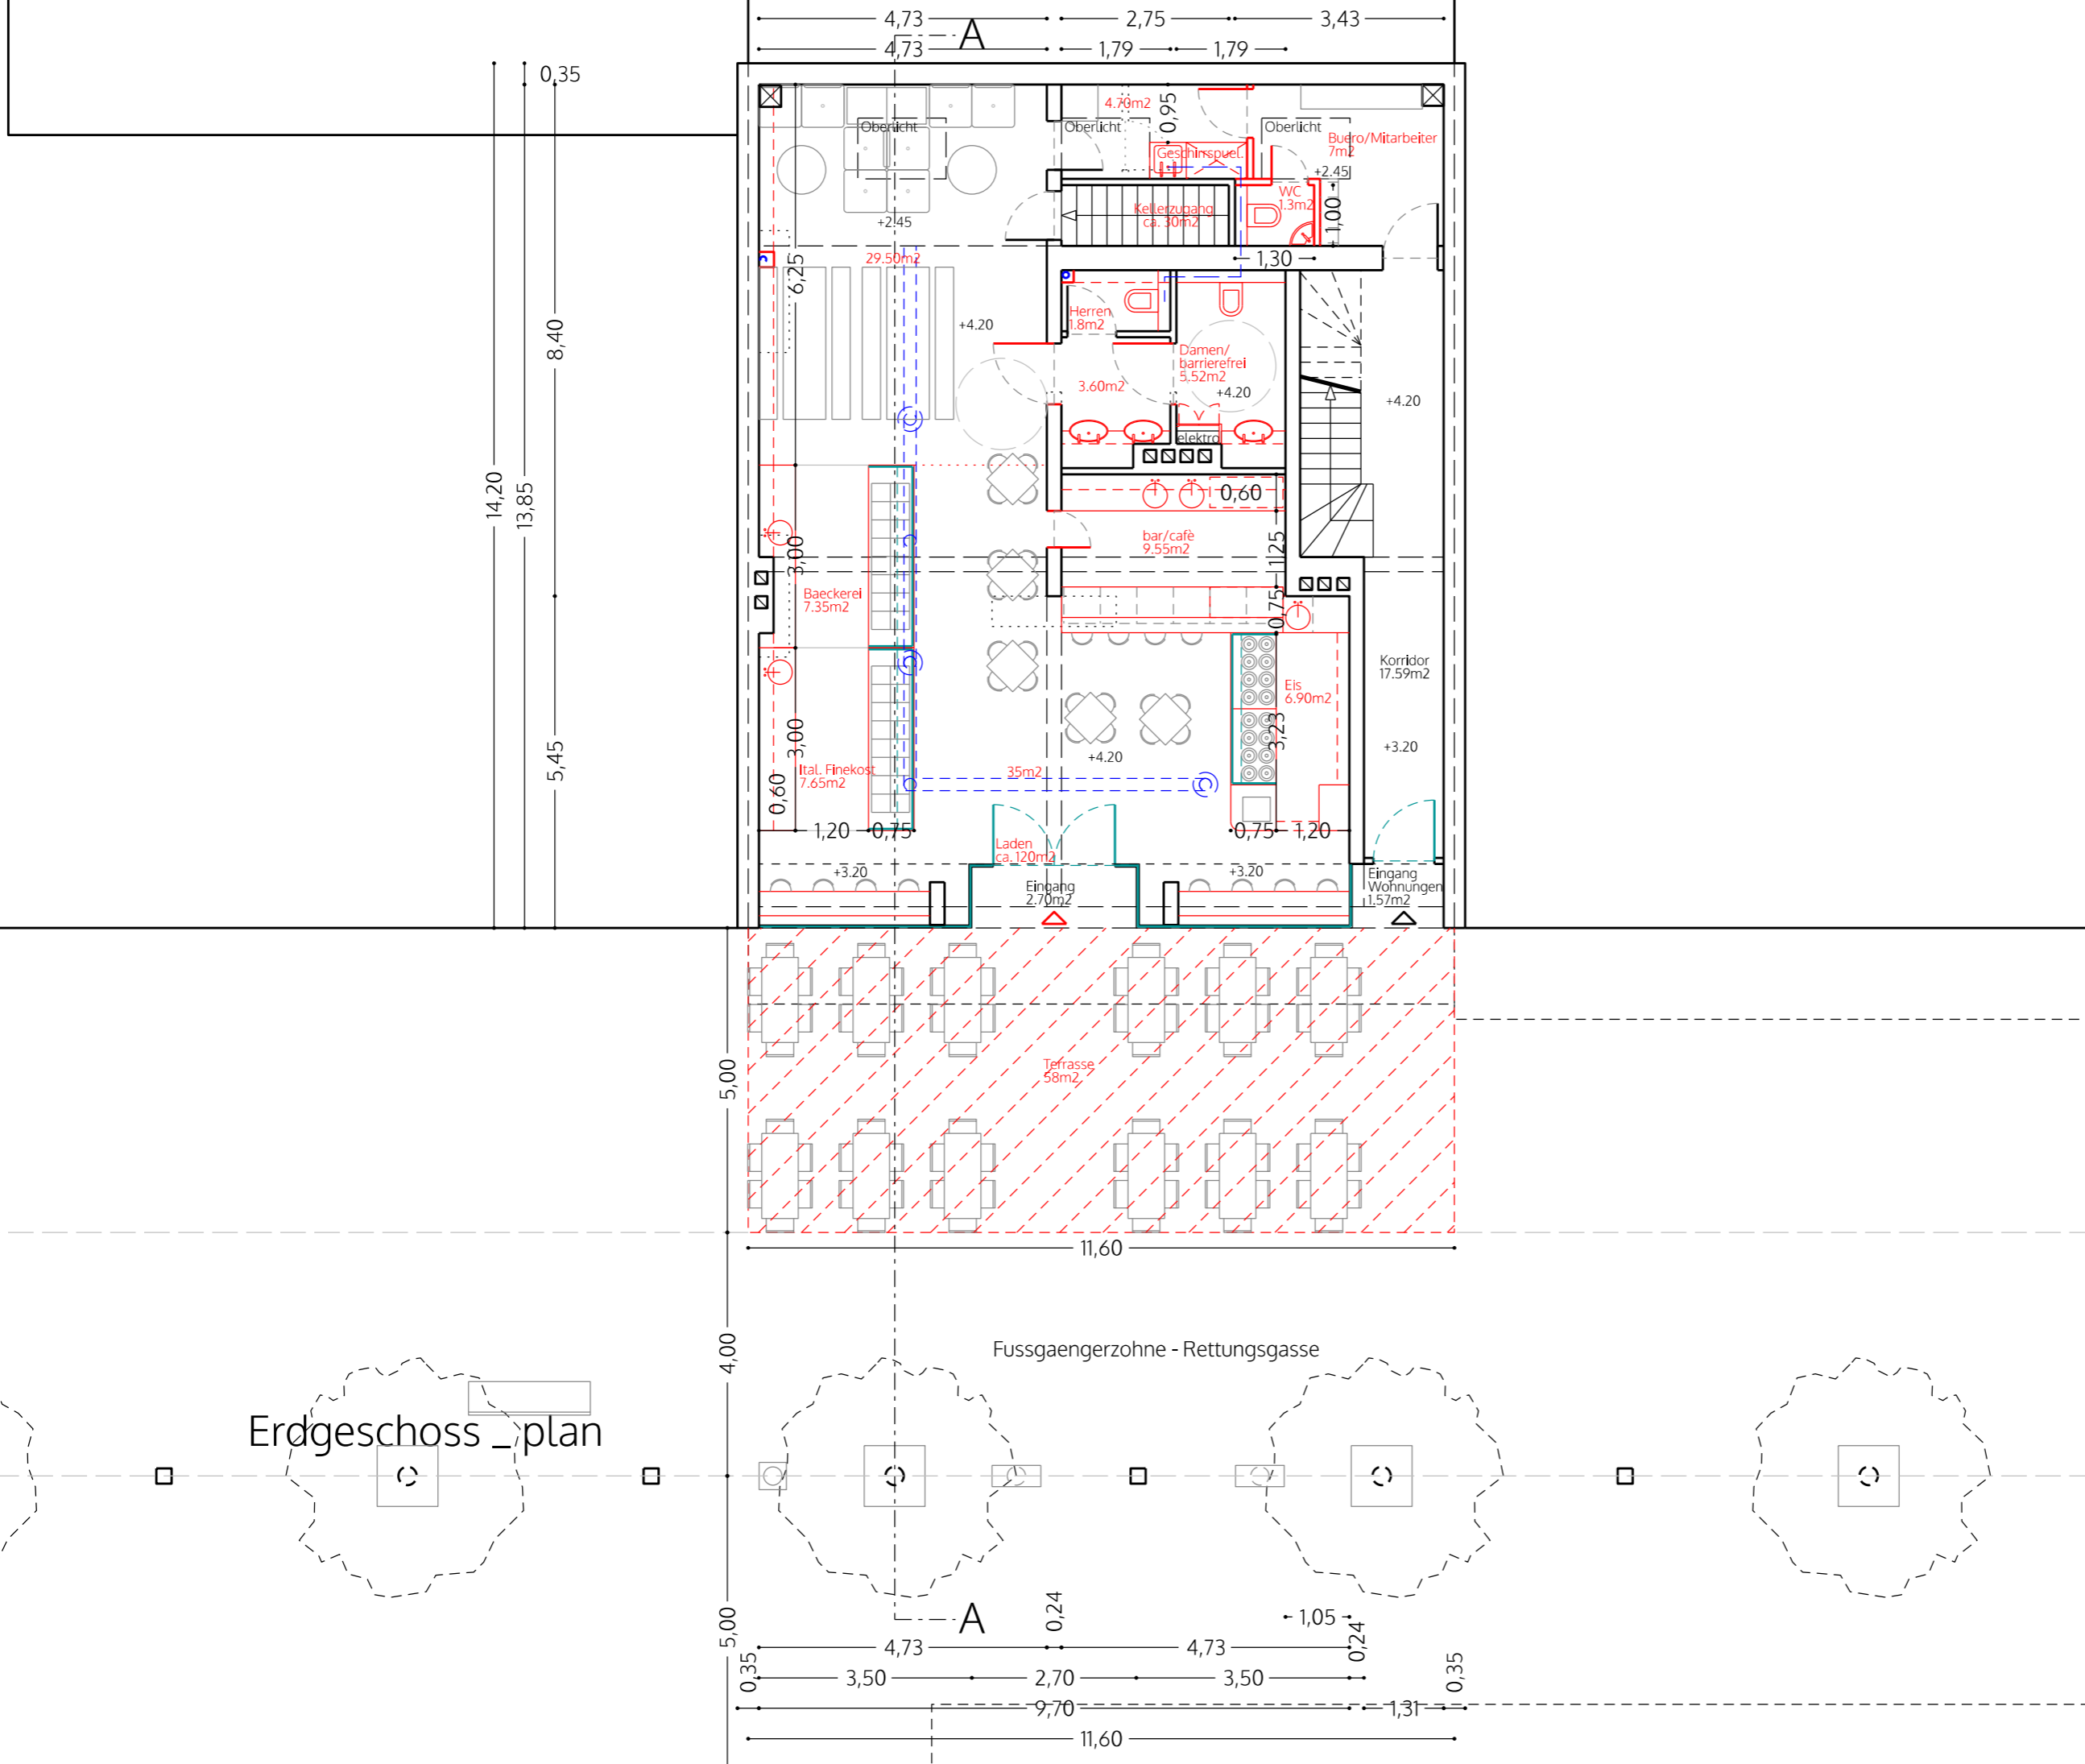 4,73
2,75
3,43
A
4,73
1,79
1,79
0,35
4.70m2
0,95
Oberlicht
Oberlicht
Oberlicht
Buero/Mitarbeiter
7m2
Geschirrspuel.
+2.45
WC
1.3m2
1,00
Kellerzugang
ca. 30m2
+2.45
29.50m2
1,30
6,25
Herren
1.8m2
+4.20
8,40
Damen/
barrierefrei
5.52m2
3.60m2
+4.20
+4.20
elektro
14,20
13,85
0,60
bar/cafè
9.55m2
1,25
3,00
Baeckerei
7.35m2
0,75
Korridor
17.59m2
Eis
6.90m2
3,23
3,00
5,45
+3.20
+4.20
35m2
Ital. Finekost
7.65m2
0,60
1,20
0,75
0,75
1,20
Laden
ca. 120m2
+3.20
+3.20
Eingang
2.70m2
Eingang
Wohnungen
1.57m2
5,00
Terrasse
58m2
11,60
4,00
Fussgaengerzohne - Rettungsgasse
Erdgeschoss _ plan
A
0,24
1,05
5,00
4,73
4,73
0,24
0,35
3,50
2,70
3,50
0,35
9,70
1,31
11,60